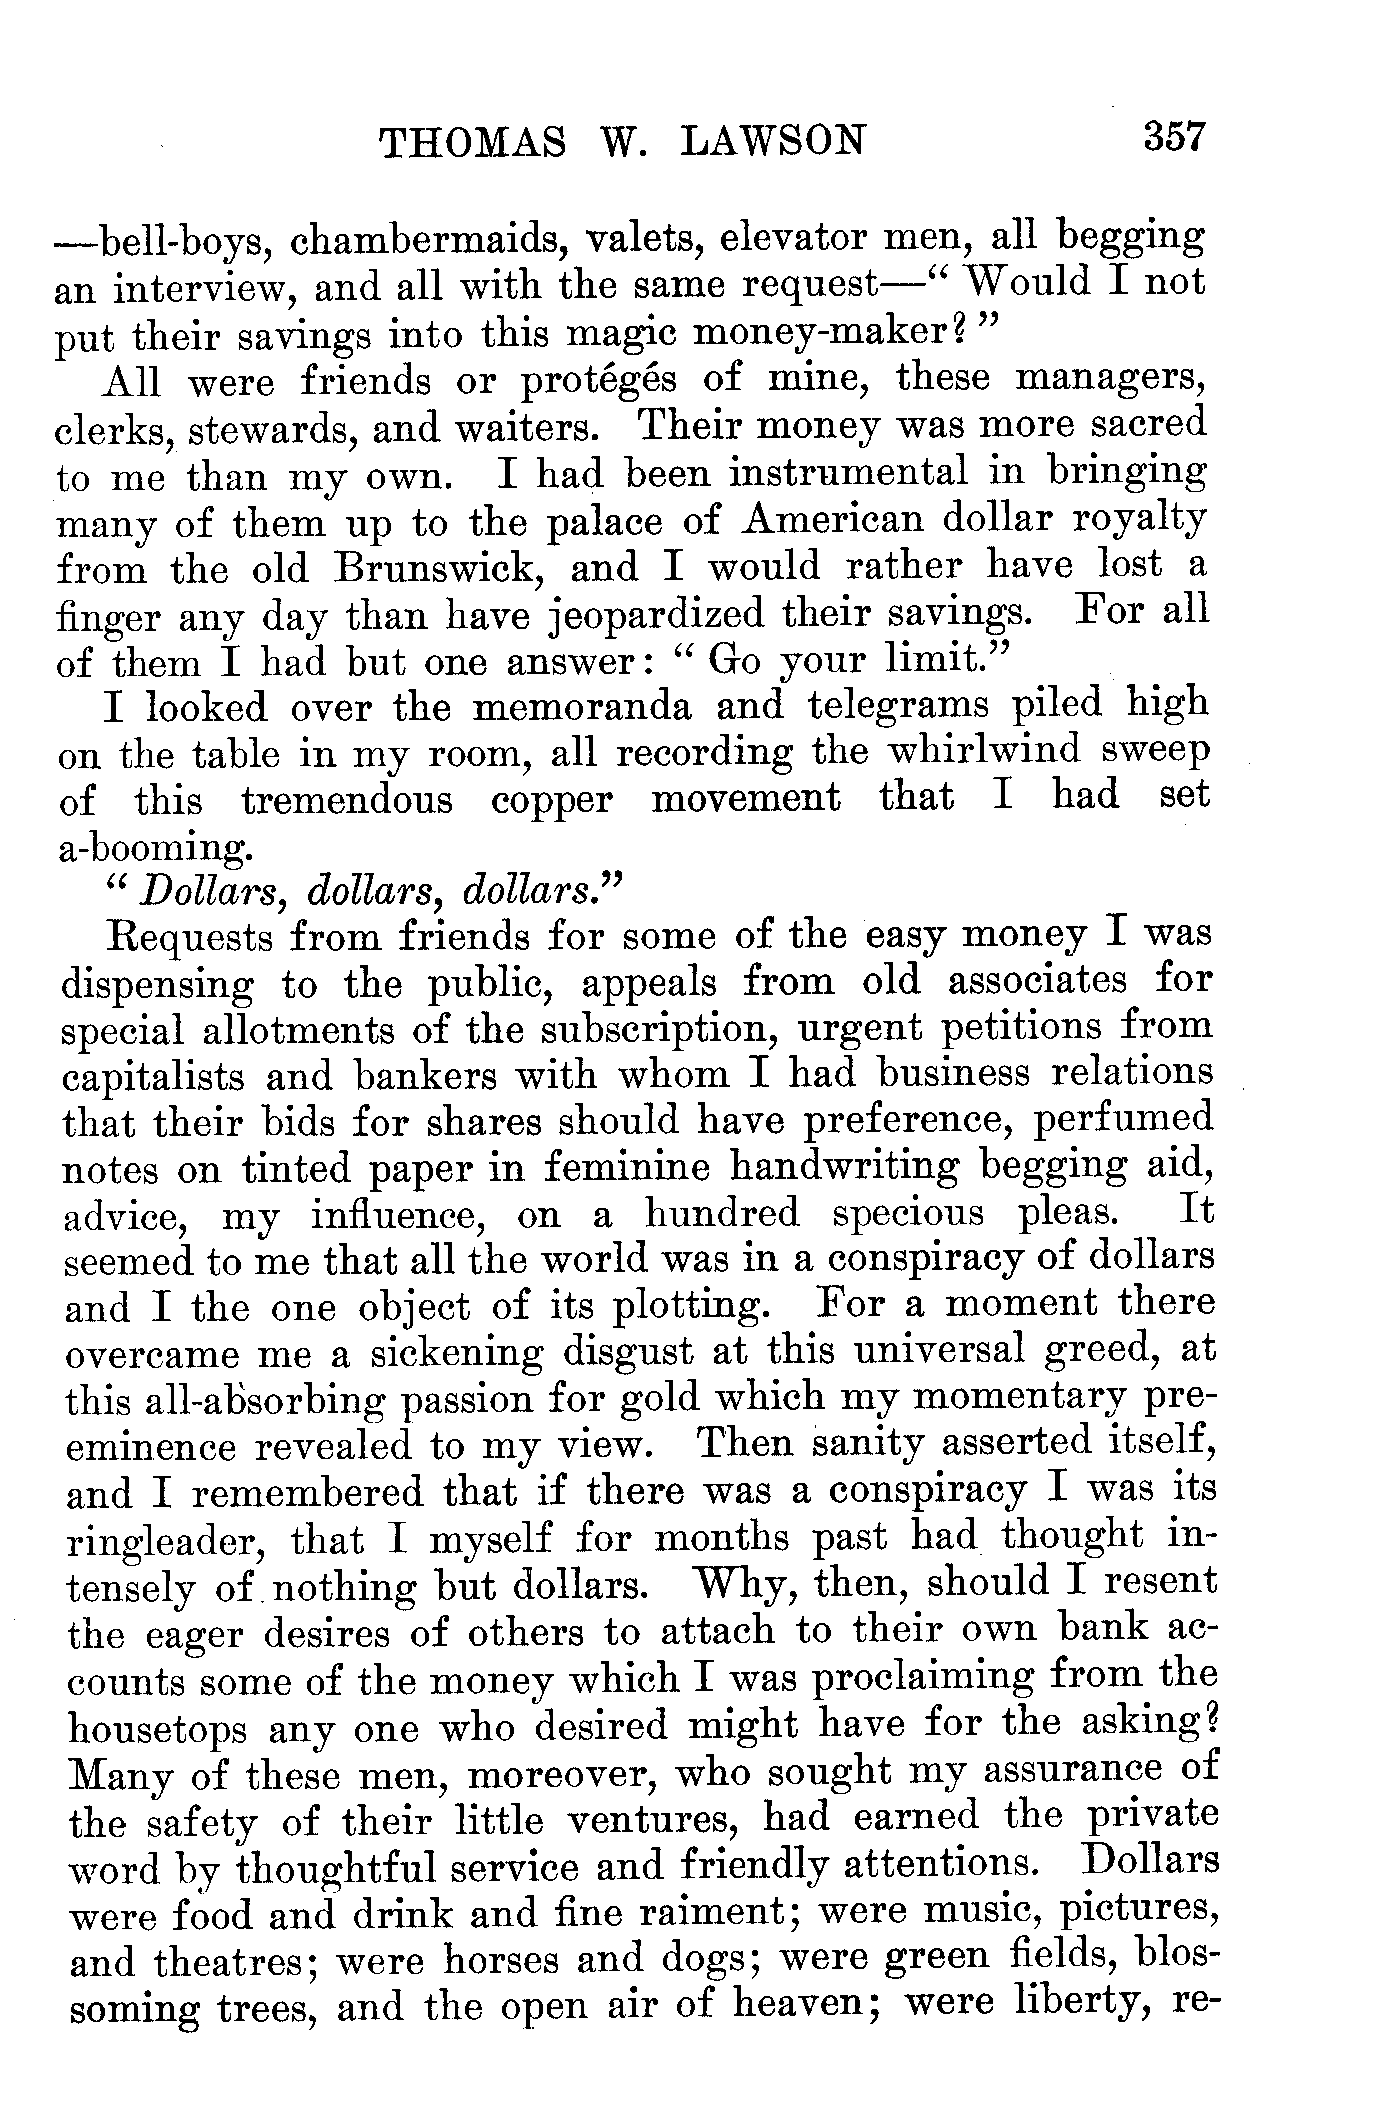 THOMAS W. LAWSON 357
—bell-boys, chambermaids, valets, elevator men, all begging
an interview, and all with the same request—“ Would I not
put their savings into this magic money-maker? ”
All were friends or protégés of mine, these managers,
clerks, stewards, and waiters. Their money was more sacred
to me than my own. I had been instrumental in bringing
many of them up to the palace of American dollar royalty
from the old Brunswick, and I would rather have lost a
finger any day than have jeopardized their savings. For all
of them I had but one answer: “ Go your limit.”
I looked over the memoranda and telegrams piled high
on the table in my room, all recording the whirlwind sweep
of this tremendous copper movement that I had set
a-booming.
“ Dollars, dollars, dollars.”
Requests from friends for some of the easy money I was
dispensing to the public, appeals from old associates for
special allotments of the subscription, urgent petitions from
capitalists and bankers with whom I had business relations
that their bids for shares should have preference, perfumed
notes on tinted paper in feminine handwriting begging aid,
advice, my influence, on a hundred specious pleas. It
seemed to me that all the world was in a conspiracy of dollars
and I the one object of its plotting. For a moment there
overcame me a sickening disgust at this universal greed, at
this all-absorbing passion for gold which my momentary pre-
eminence revealed to my view. Then sanity asserted itself,
and I remembered that if there was a conspiracy I was its
ringleader, that I myself for months past had thought in-
tensely of nothing but dollars. Why, then, should I resent
the eager desires of others to attach to their own bank ac-
counts some of the money which I was proclaiming from the
housetops any one who desired might have for the asking?
Many of these men, moreover, who sought my assurance of
the safety of their little ventures, had earned the private
word by thoughtful service and friendly attentions. Dollars
were food and drink and fine raiment; were music, pictures,
and theatres; were horses and dogs; were green fields, blos-
soming trees, and the open air of heaven; were liberty, re-